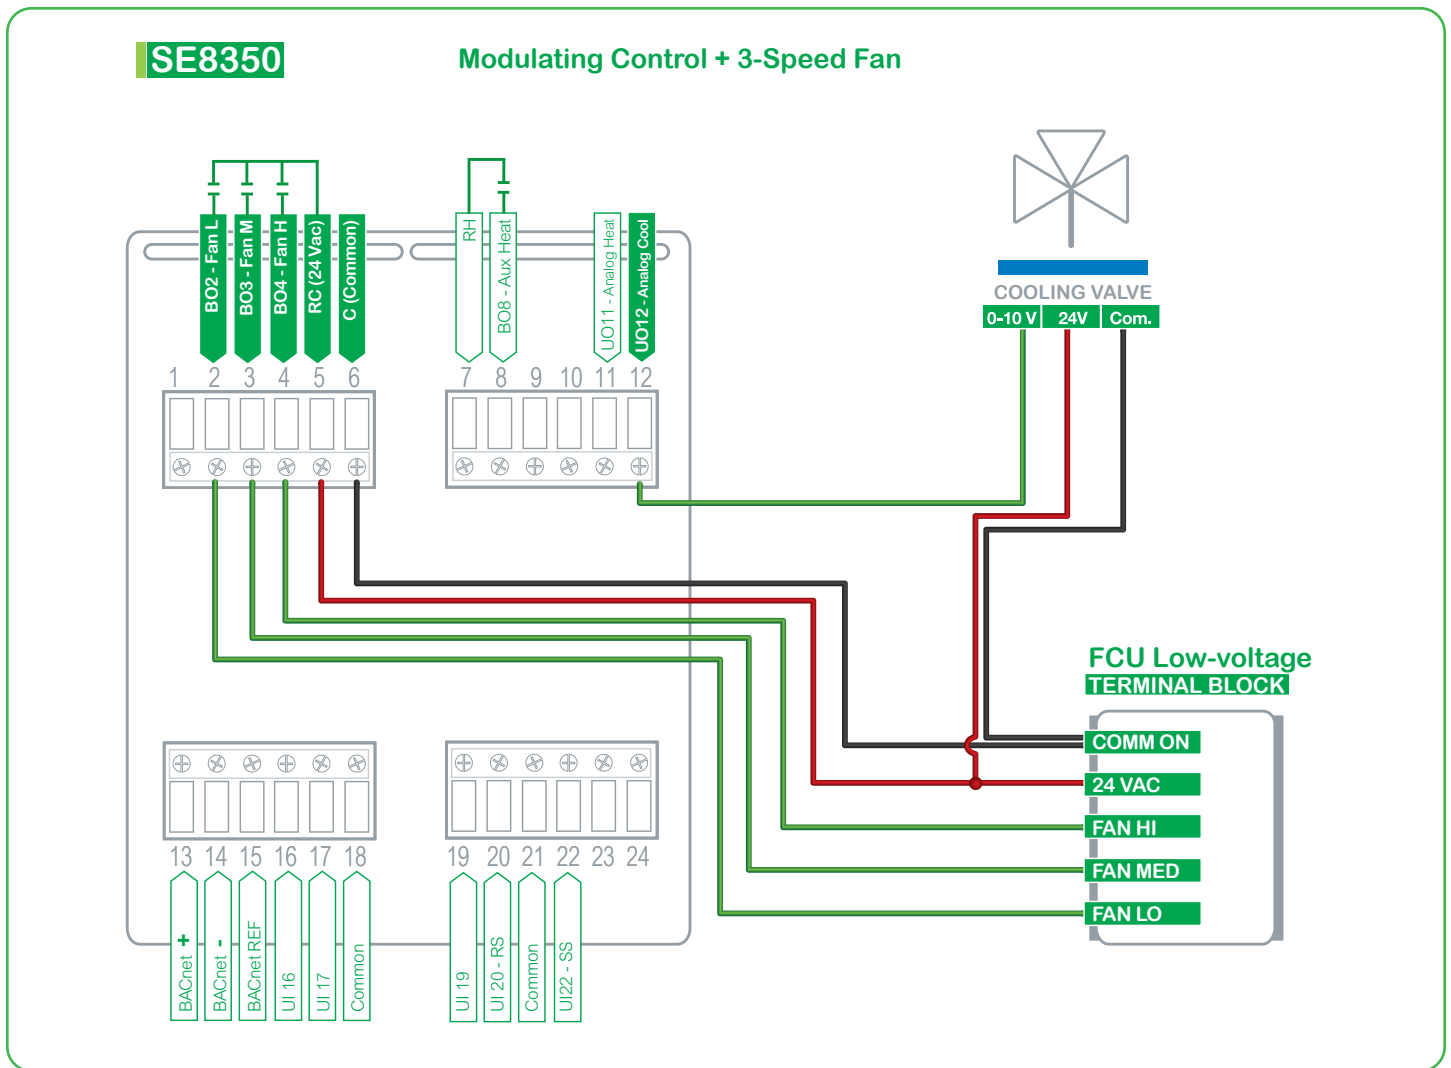 SE8350
Modulating Control + 3-Speed Fan
BO2 - Fan L
BO3 - Fan M
BO4 - Fan H
RC (24 Vac)
C (Common)
RH
BO8 - Aux Heat
UO11 - Analog Heat
UO12 - Analog Cool
1 2 3 4 5 6
7 8 9 10 11 12
COOLING VALVE
0-10 V 24V Com.
FCU Low-voltage
TERMINAL BLOCK
COMM ON
24 VAC
FAN HI
FAN MED
FAN LO
13 14 15 16 17 18
19 20 21 22 23 24
BACnet +
BACnet -
BACnet REF
UI 16
UI 17
Common
UI 19
UI 20 - RS
Common
UI22 - SS